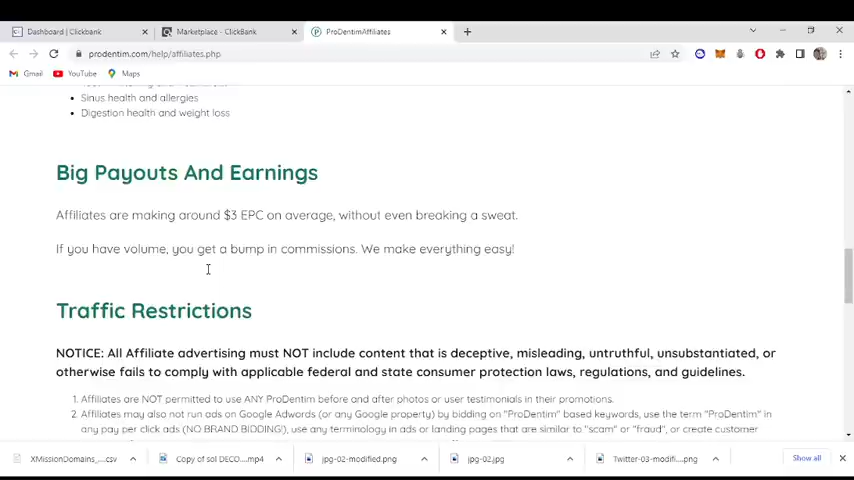 Dashboard | Clickbank
Marketplace - ClickBank
ProDentimAffiliates
prodentim.com/help/affiliates.php
Gmail
YouTube
Maps
Sinus health and allergies
Digestion health and weight loss
Big Payouts And Earnings
Affiliates are making around $3 EPC on average, without even breaking a sweat.
If you have volume, you get a bump in commissions. We make everything easy!
Traffic Restrictions
NOTICE: All Affiliate advertising must NOT include content that is deceptive, misleading, untruthful, unsubstantiated, or
otherwise fails to comply with applicable federal and state consumer protection laws, regulations, and guidelines.
1. Affiliates are NOT permitted to use ANY ProDentim before and after photos or user testimonials in their promotions.
2. Affiliates may also not run ads on Google Adwords (or any Google property) by bidding on "ProDentim" based keywords, use the term "ProDentim" in
any pay per click ads (NO BRAND BIDDING!), use any terminology in ads or landing pages that are similar to "scam" or "fraud", or create customer
XMissionDomains_....csv
Copy of sol DECO....mp4
jpg-02-modified.png
jpg-02.jpg
Twitter-03-modifi....png
Show all